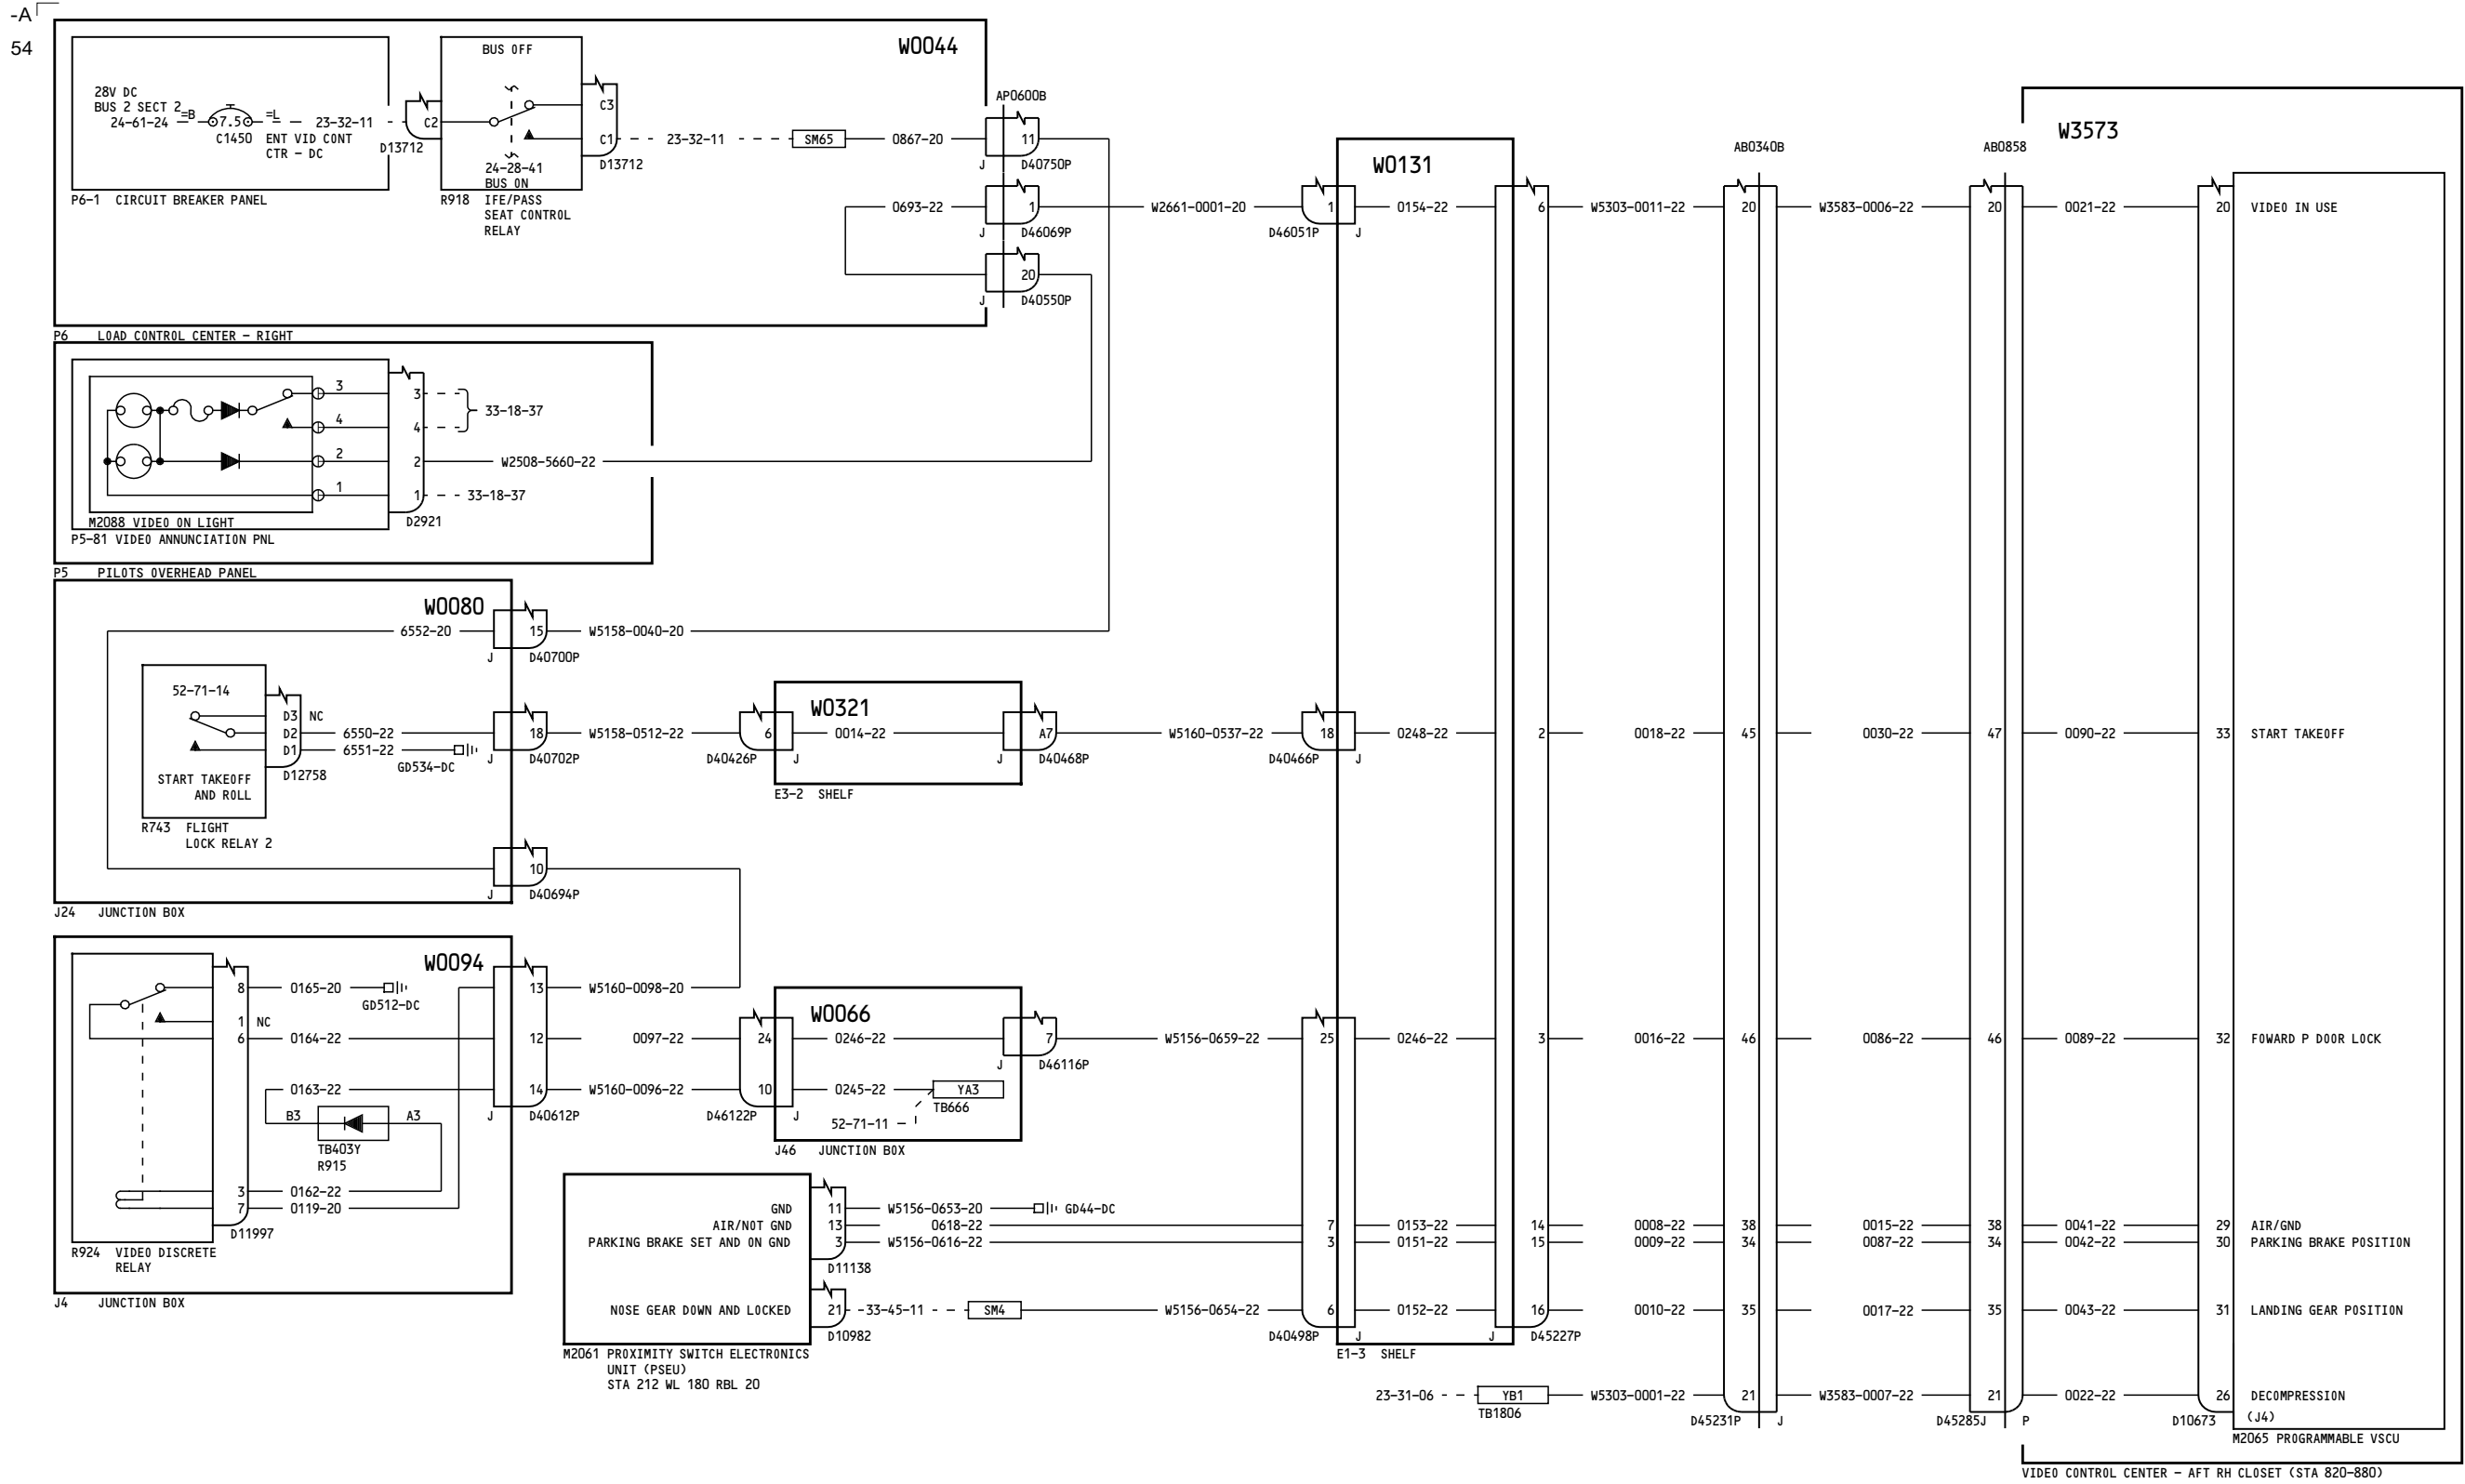 -A
54
W0044
BUS OFF
28V DC
BUS 2 SECT 2
24-61-24
=B
7.5
=L
C1450
ENT VID CONT
CTR - DC
23-32-11
C2
D13712
C3
C1
D13712
24-28-41
BUS ON
P6-1 CIRCUIT BREAKER PANEL
R918 IFE/PASS
SEAT CONTROL
RELAY
23-32-11
SM65
0867-20
AP0600B
11
J
D40750P
0693-22
1
J
D46069P
20
J
D40550P
P6 LOAD CONTROL CENTER - RIGHT
3
4
2
1
3
4
2
1
33-18-37
W2508-5660-22
33-18-37
D2921
M2088 VIDEO ON LIGHT
P5-81 VIDEO ANNUNCIATION PNL
P5 PILOTS OVERHEAD PANEL
W0080
6552-20
15
W5158-0040-20
J
D40700P
52-71-14
D3
NC
D2
6550-22
D1
6551-22
GD534-DC
D12758
START TAKEOFF
AND ROLL
R743 FLIGHT
LOCK RELAY 2
18
W5158-0512-22
J
D40702P
10
J
D40694P
J24 JUNCTION BOX
W0321
6
0014-22
A7
D40426P
J
J
D40468P
E3-2 SHELF
W5160-0537-22
W0094
8
0165-20
GD512-DC
1
NC
6
0164-22
0163-22
B3
A3
TB403Y
R915
3
0162-22
7
0119-20
D11997
R924 VIDEO DISCRETE
RELAY
J4 JUNCTION BOX
13
W5160-0098-20
12
0097-22
14
W5160-0096-22
J
D40612P
W0066
24
0246-22
7
J
D46116P
10
0245-22
YA3
TB666
D46122P
J
52-71-11
J46 JUNCTION BOX
W5156-0659-22
GND
11
W5156-0653-20
GD44-DC
AIR/NOT GND
13
0618-22
PARKING BRAKE SET AND ON GND
3
W5156-0616-22
D11138
NOSE GEAR DOWN AND LOCKED
21
33-45-11
SM4
W5156-0654-22
D10982
M2061 PROXIMITY SWITCH ELECTRONICS
UNIT (PSEU)
STA 212 WL 180 RBL 20
W0131
W2661-0001-20
1
0154-22
6
D46051P
J
18
0248-22
2
D40466P
J
25
0246-22
3
7
0153-22
14
3
0151-22
15
6
0152-22
16
D40498P
J
J
D45227P
E1-3 SHELF
23-31-06
YB1
TB1806
AB0340B
AB0858
W3573
W5303-0011-22
20
W3583-0006-22
20
0021-22
20
VIDEO IN USE
0018-22
45
0030-22
47
0090-22
33
START TAKEOFF
0016-22
46
0086-22
46
0089-22
32
FOWARD P DOOR LOCK
0008-22
38
0015-22
38
0041-22
29
AIR/GND
0009-22
34
0087-22
34
0042-22
30
PARKING BRAKE POSITION
0010-22
35
0017-22
35
0043-22
31
LANDING GEAR POSITION
W5303-0001-22
21
W3583-0007-22
21
0022-22
26
DECOMPRESSION
D45231P
J
D45285J
P
D10673
(J4)
M2065 PROGRAMMABLE VSCU
VIDEO CONTROL CENTER - AFT RH CLOSET (STA 820-880)